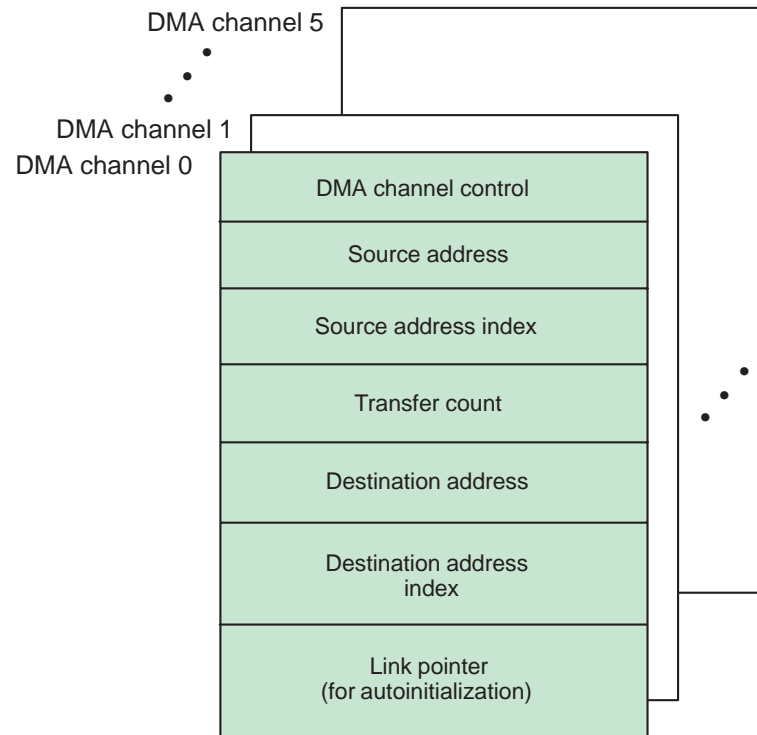 DMA channel 5
DMA channel 1
DMA channel 0
DMA channel control
Source address
Source address index
Transfer count
Destination address
Destination address
index
Link pointer
(for autoinitialization)